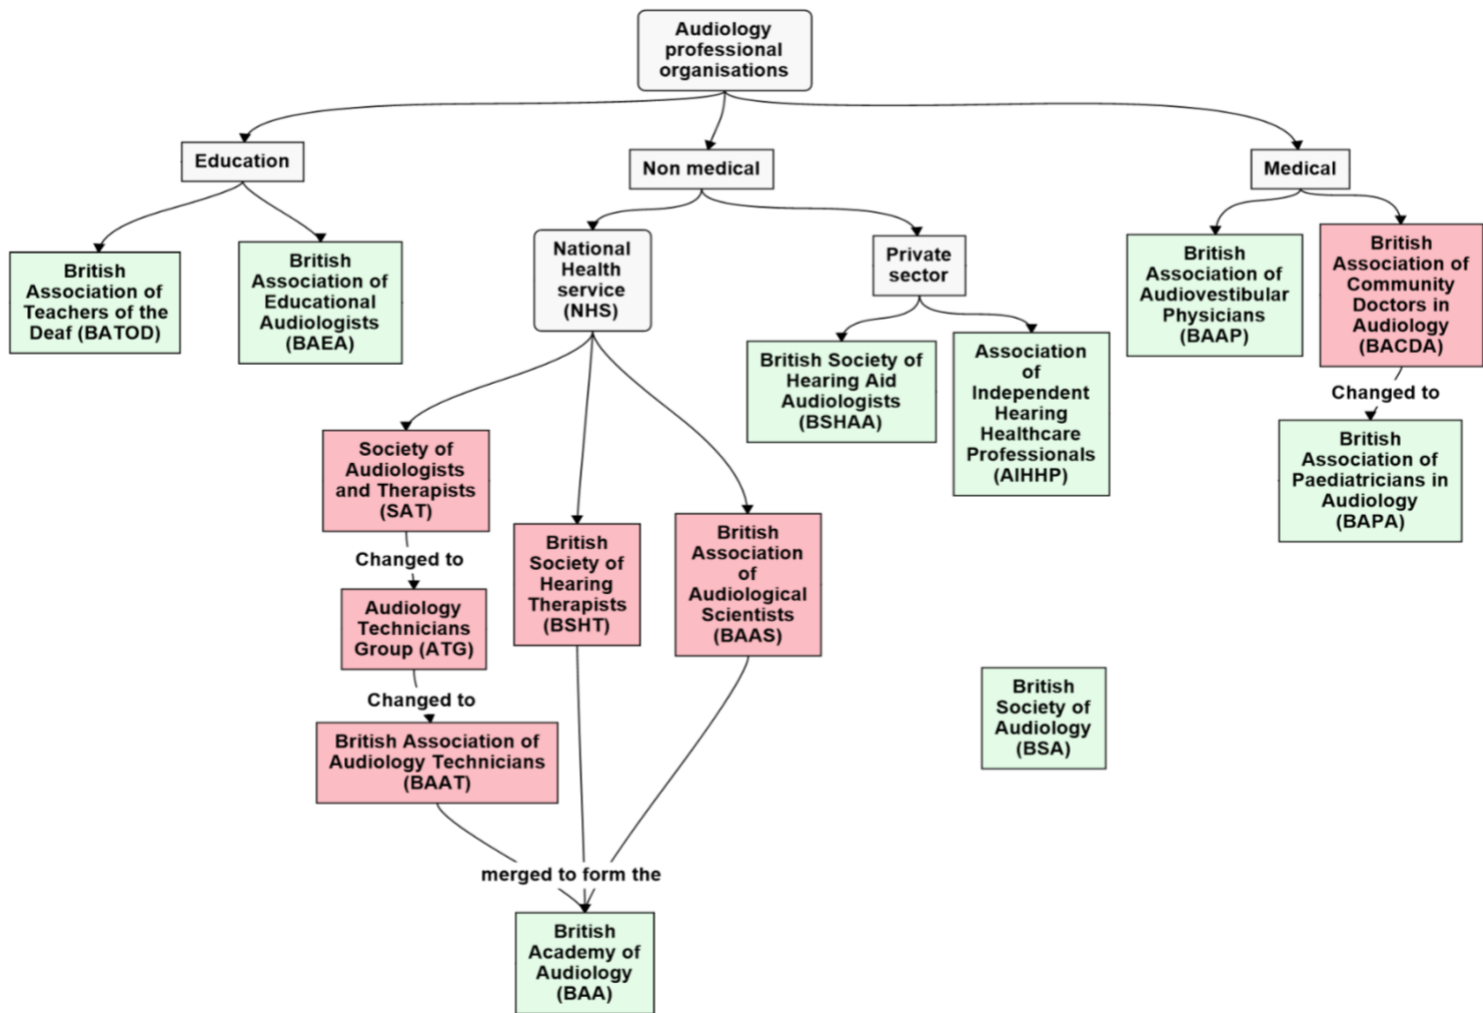 Audiology
professional
organisations
Education
Non medical
Medical
British
Association of
Teachers of the
Deaf (BATOD)
British
Association of
Educational
Audiologists
(BAEA)
National
Health
service
(NHS)
Private
sector
British
Association of
Audiovestibular
Physicians
(BAAP)
British
Association of
Community
Doctors in
Audiology
(BACDA)
British Society of
Hearing Aid
Audiologists
(BSHAA)
Association
of
Independent
Hearing
Healthcare
Professionals
(AIHHP)
Changed to
British
Association of
Paediatricians in
Audiology
(BAPA)
Society of
Audiologists
and Therapists
(SAT)
Changed to
Audiology
Technicians
Group (ATG)
Changed to
British Association of
Audiology Technicians
(BAAT)
British
Society of
Hearing
Therapists
(BSHT)
British
Association
of
Audiological
Scientists
(BAAS)
British
Society of
Audiology
(BSA)
merged to form the
British
Academy of
Audiology
(BAA)